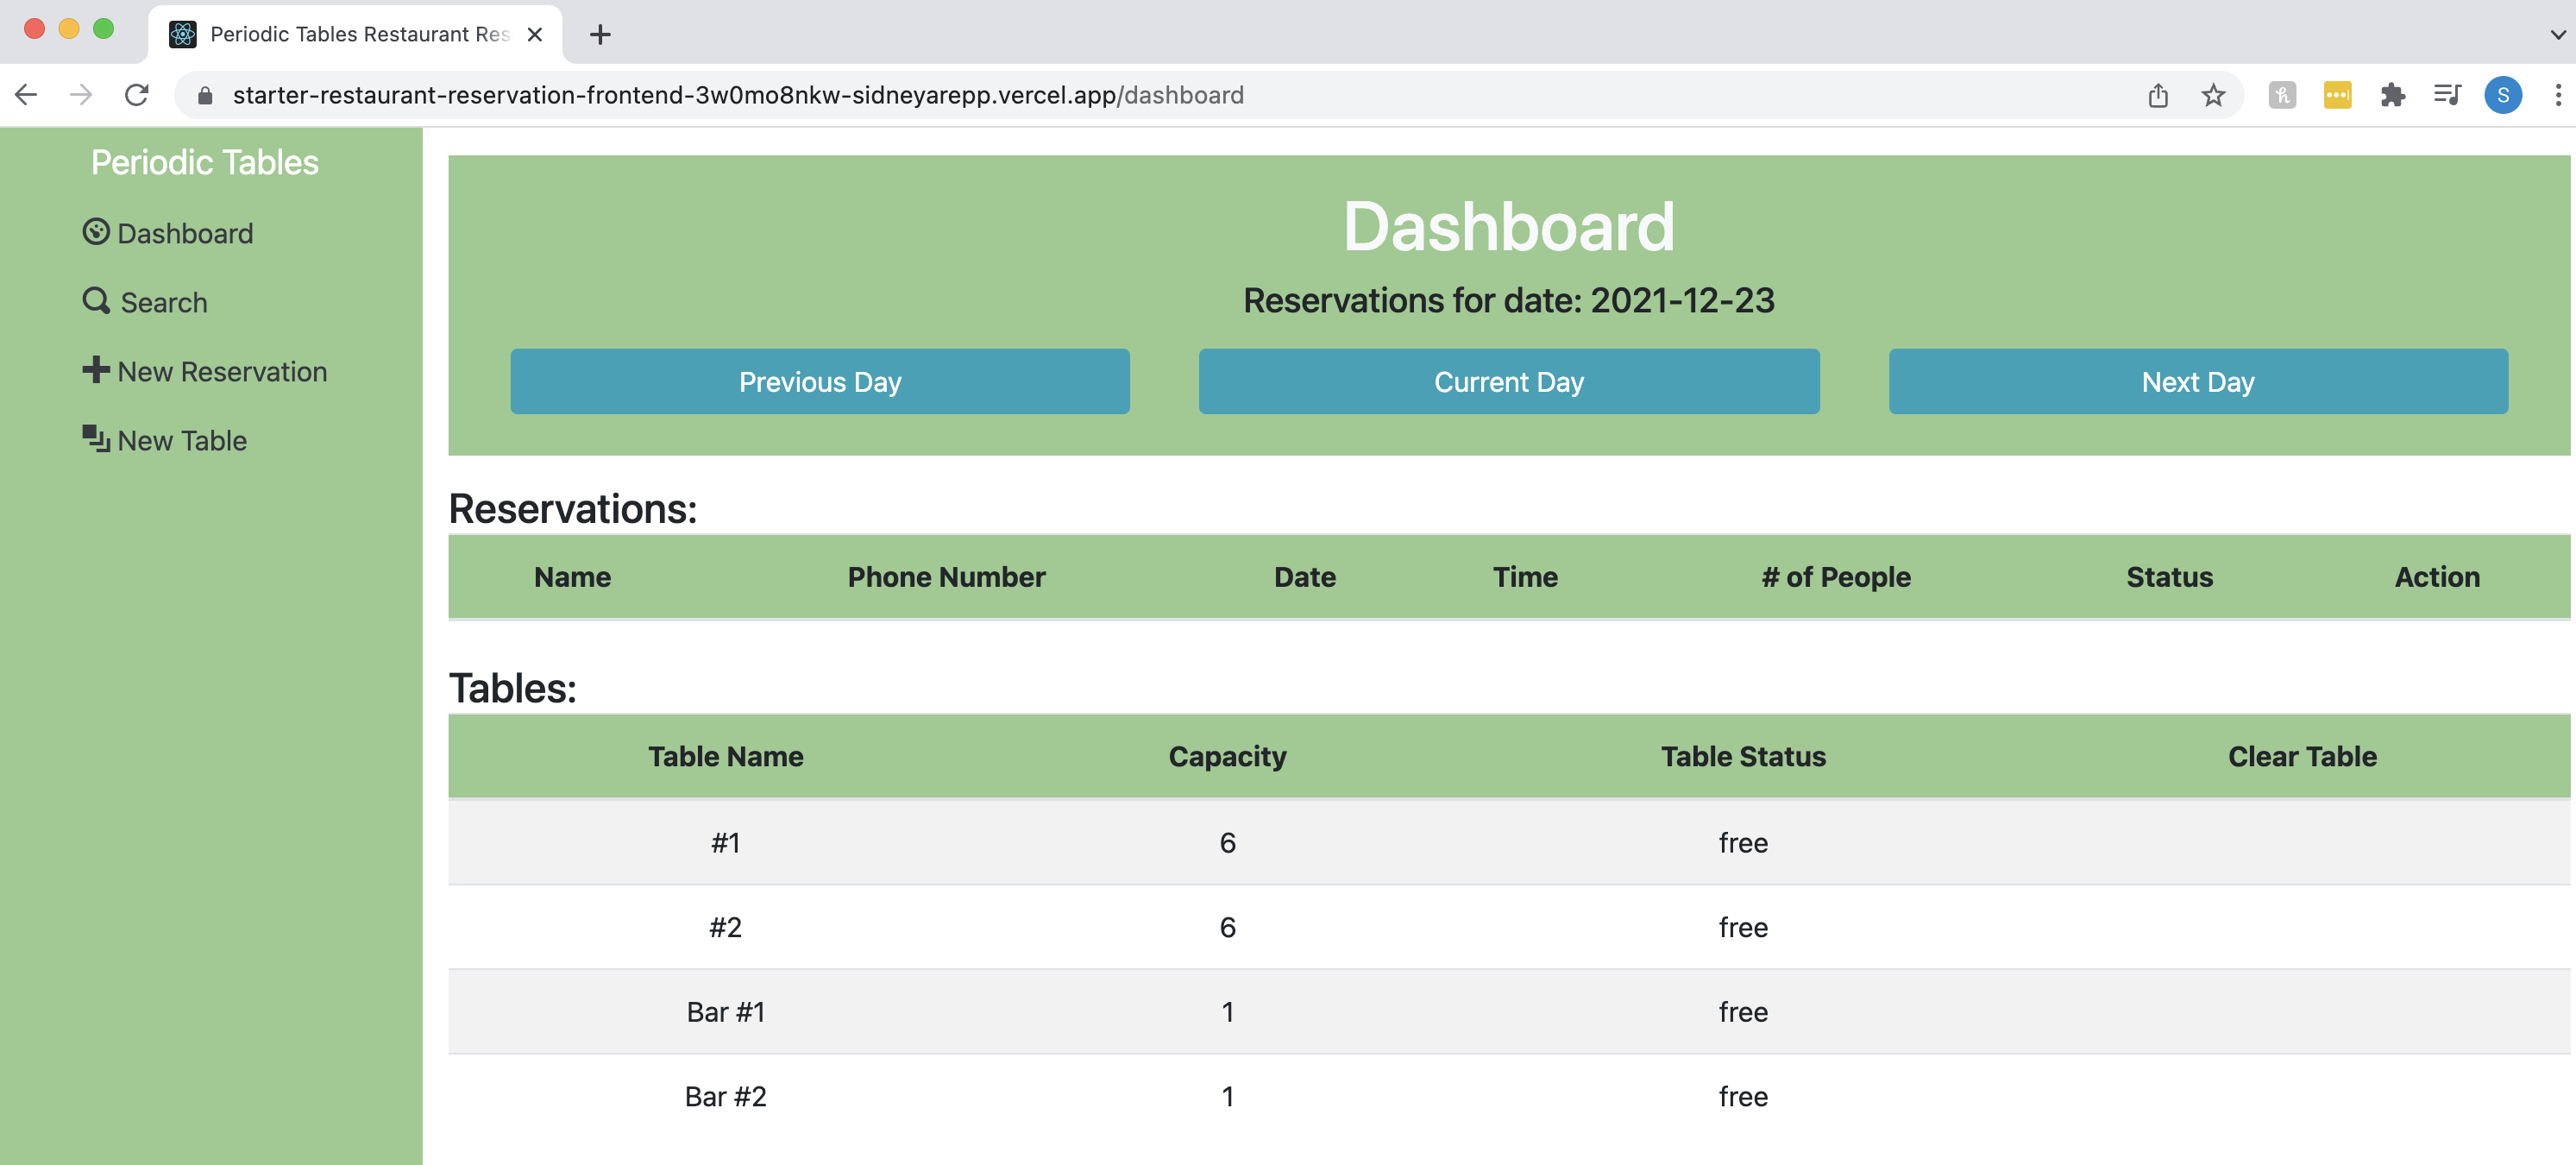 Periodic Tables Restaurant Res
starter-restaurant-reservation-frontend-3w0mo8nkw-sidneyarepp.vercel.app/dashboard
S
Periodic Tables
Dashboard
Search
New Reservation
New Table
Dashboard
Reservations for date: 2021-12-23
Previous Day Current Day Next Day
Reservations:
Name Phone Number Date Time # of People Status Action
Tables:
Table Name Capacity Table Status Clear Table
#1 6 free
#2 6 free
Bar #1 1 free
Bar #2 1 free